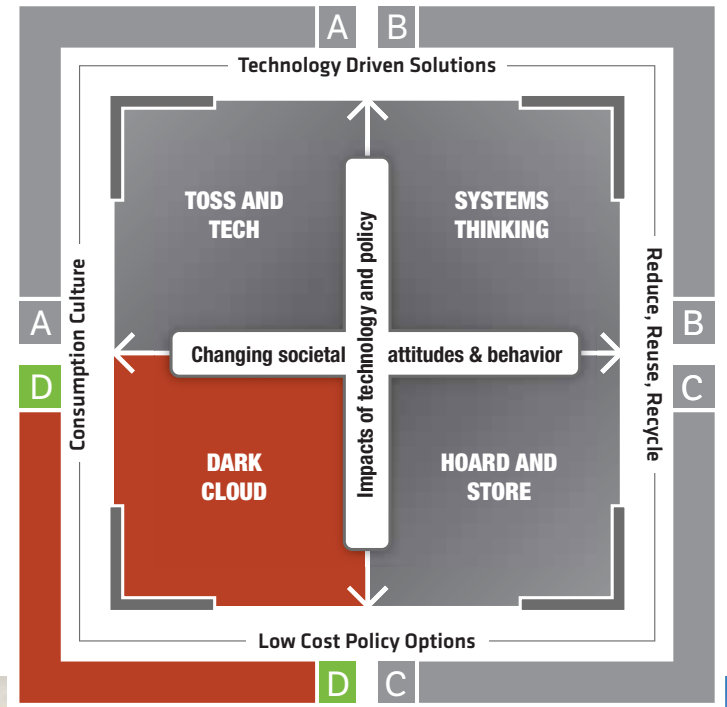 A B
Technology Driven Solutions
TOSS AND
TECH
SYSTEMS
THINKING
Impacts of technology and policy
Consumption Culture
Reduce, Reuse, Recycle
A
B
Changing societal attitudes & behavior
D
C
DARK
CLOUD
HOARD AND
STORE
Low Cost Policy Options
D C